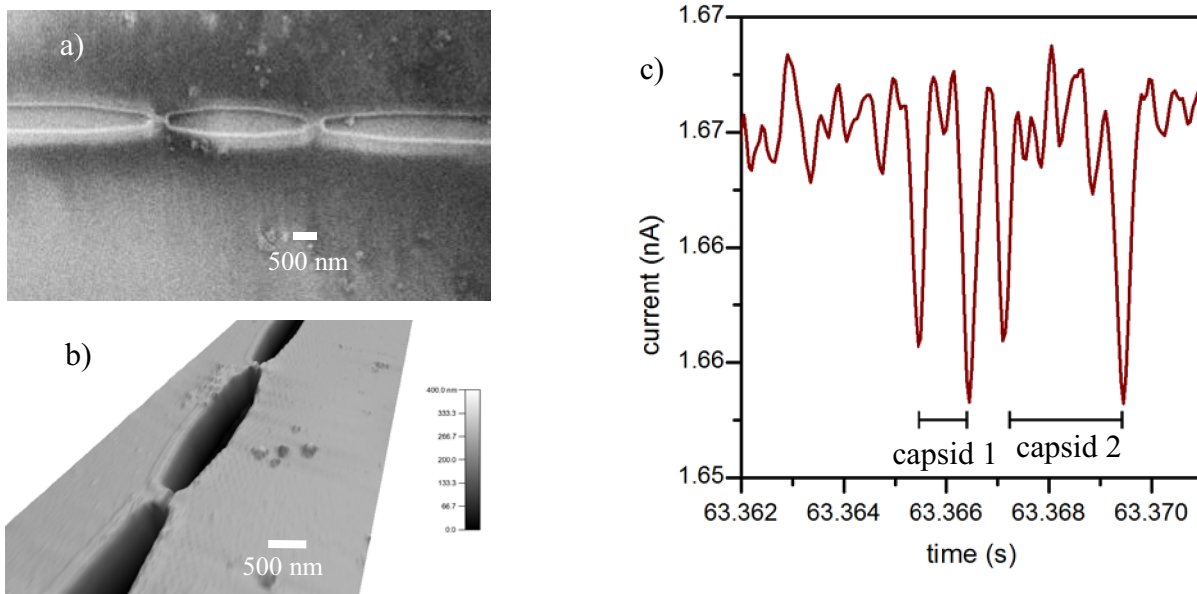 a)
500 nm
b)
400.0 nm
333.3
266.7
200.0
133.3
66.7
0.0
500 nm
c)
1.67
1.67
1.66
1.66
1.65
current (nA)
capsid 1
capsid 2
63.362
63.364
63.366
63.368
63.370
time (s)